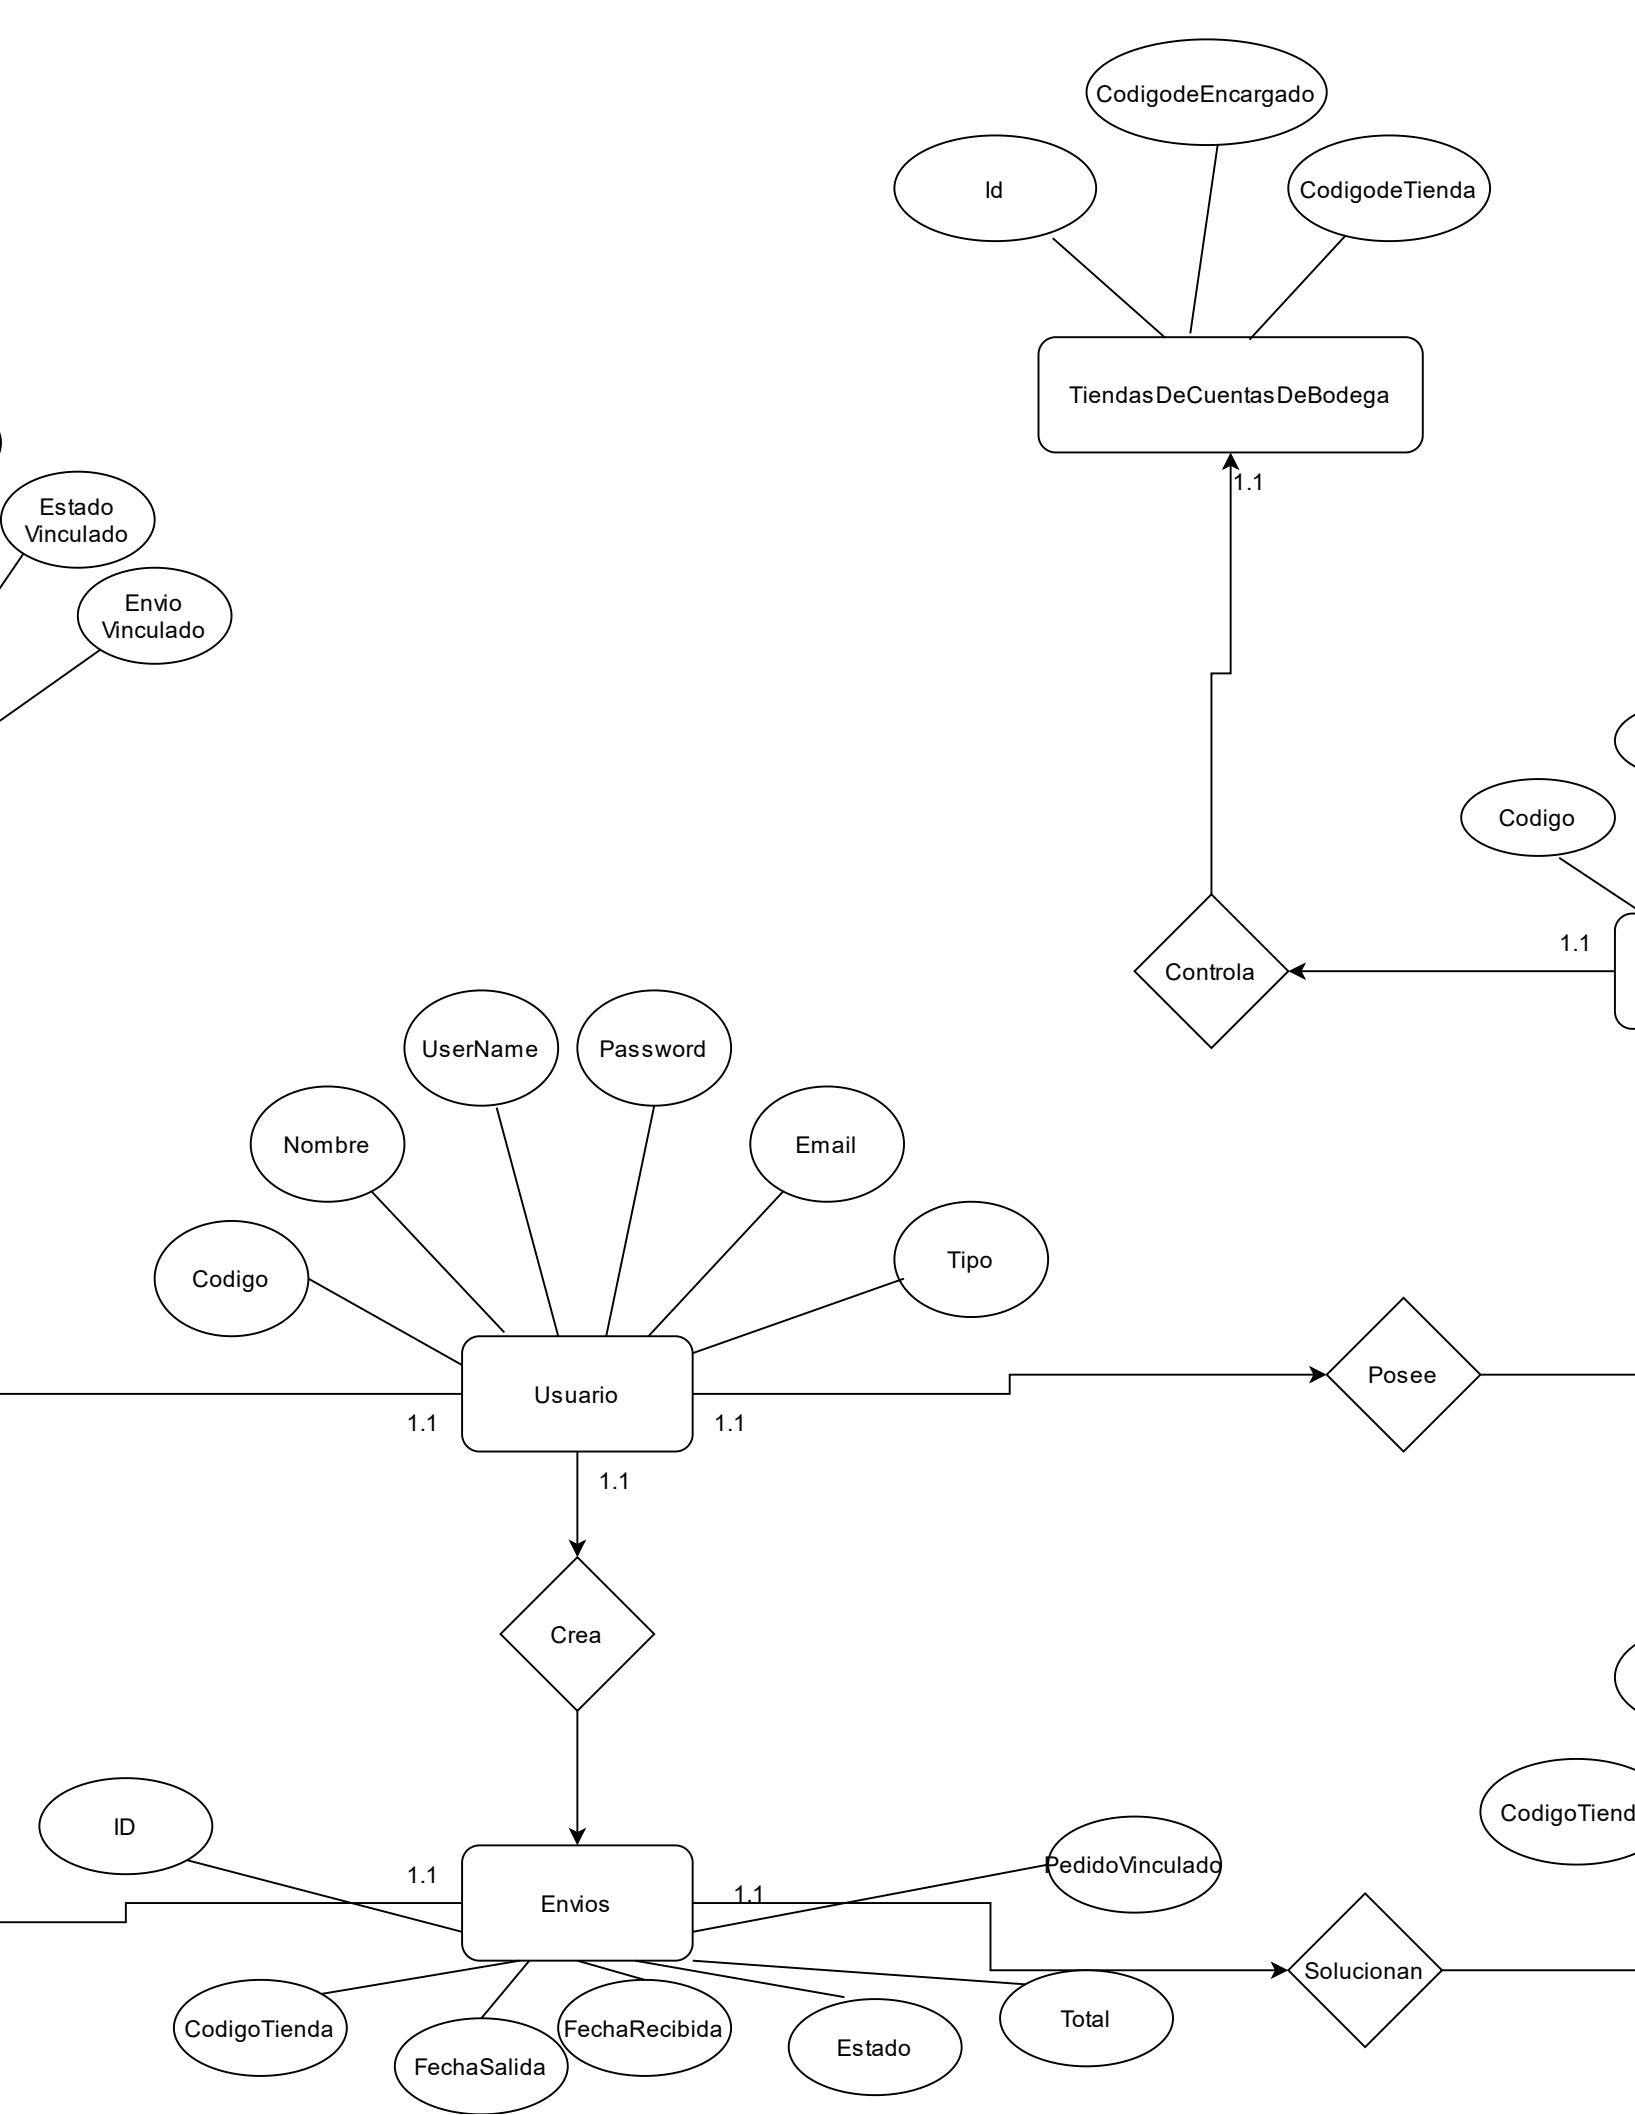 CodigodeEncargado
Id
CodigodeTienda
TiendasDeCuentasDeBodega
1.1
Estado
Vinculado
Envio
Vinculado
Codigo
1.1
Controla
UserName
Password
Nombre
Email
Codigo
Tipo
Usuario
Posee
1.1
1.1
1.1
Crea
ID
CodigoTiend
PedidoVinculado
1.1
1.1
Envios
Solucionan
CodigoTienda
FechaRecibida
Total
Estado
FechaSalida